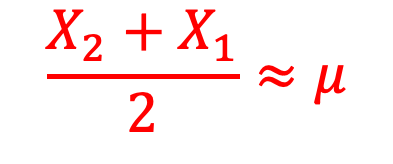 (X₂ + X₁)/2 ≈ μ